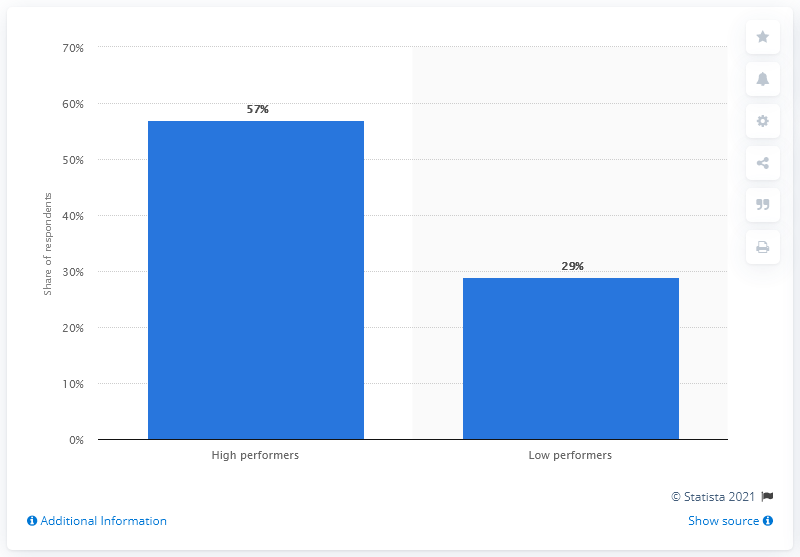 70%
60%
57%
50%
40%
Share of respondents
30%
29%
20%
10%
0%
High performers
Low performers
© Statista 2021
Additional Information
Show source